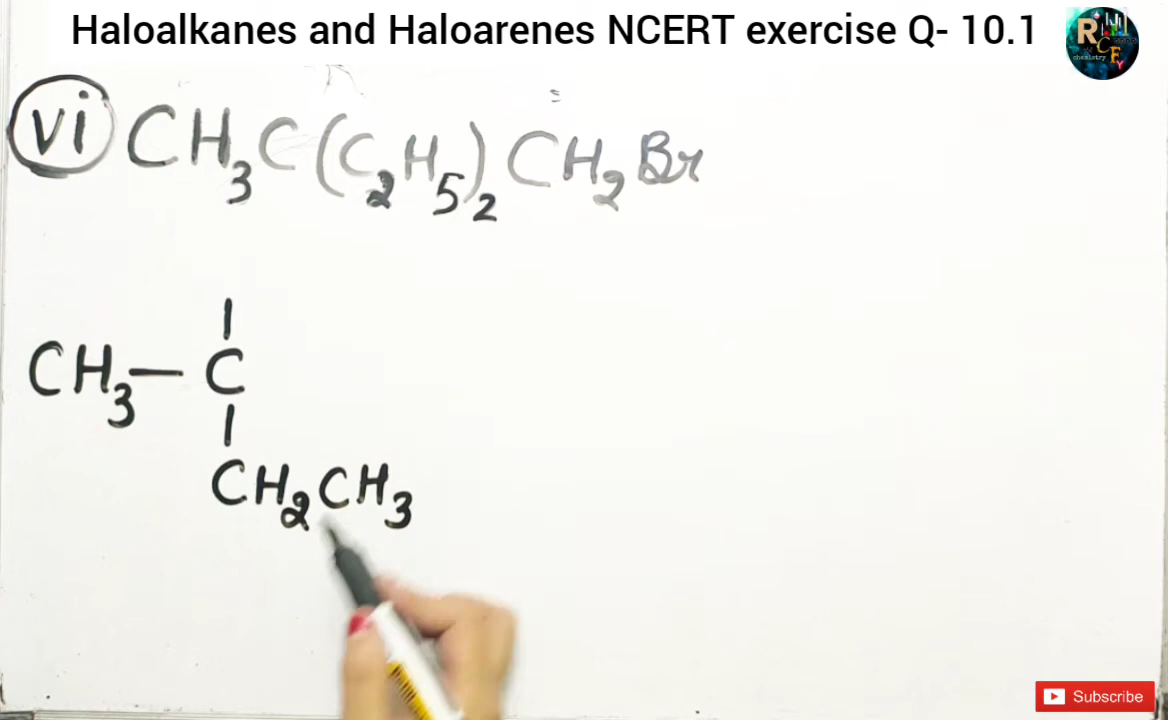 Haloalkanes and Haloarenes NCERT exercise Q- 10.1
vi CH₃C(C₂H₅)₂CH₂Br
CH₃— C
CH₂CH₃
Subscribe